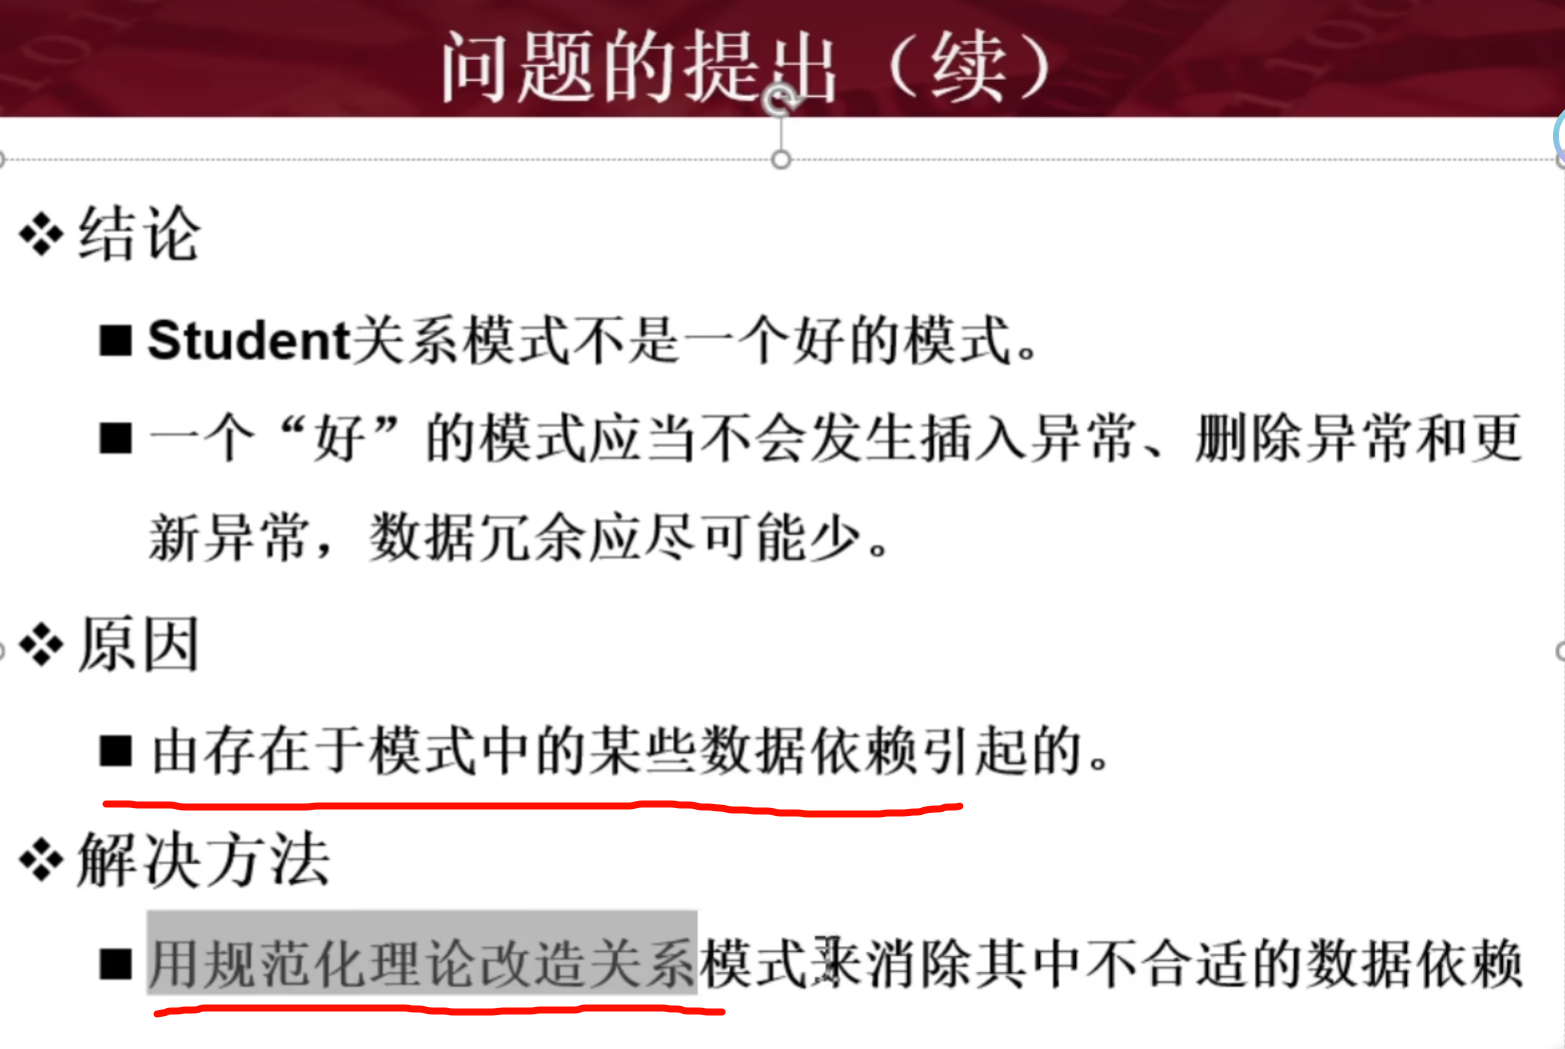 问题的提出（续）
结论
Student关系模式不是一个好的模式。
一个“好”的模式应当不会发生插入异常、删除异常和更
新异常，数据冗余应尽可能少。
原因
由存在于模式中的某些数据依赖引起的。
解决方法
用规范化理论改造关系模式来消除其中不合适的数据依赖